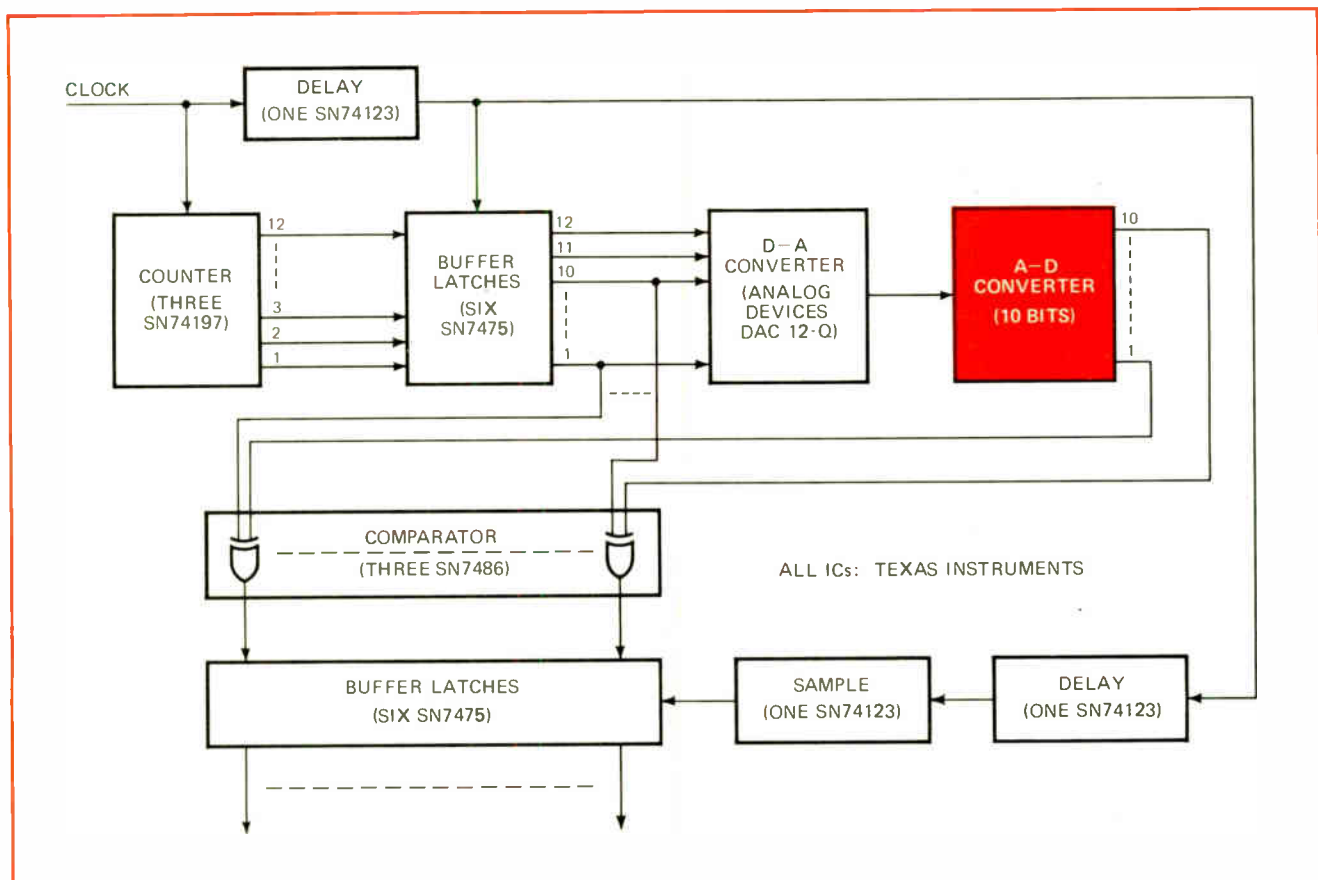 CLOCK
DELAY
(ONE SN74123)
COUNTER
(THREE
SN74197)
12
3
2
1
BUFFER
LATCHES
(SIX
SN7475)
12
11
10
1
D-A
CONVERTER
(ANALOG
DEVICES
DAC 12-Q)
A-D
CONVERTER
(10 BITS)
10
1
COMPARATOR
(THREE SN7486)
ALL ICs: TEXAS INSTRUMENTS
BUFFER LATCHES
(SIX SN7475)
SAMPLE
(ONE SN74123)
DELAY
(ONE SN74123)